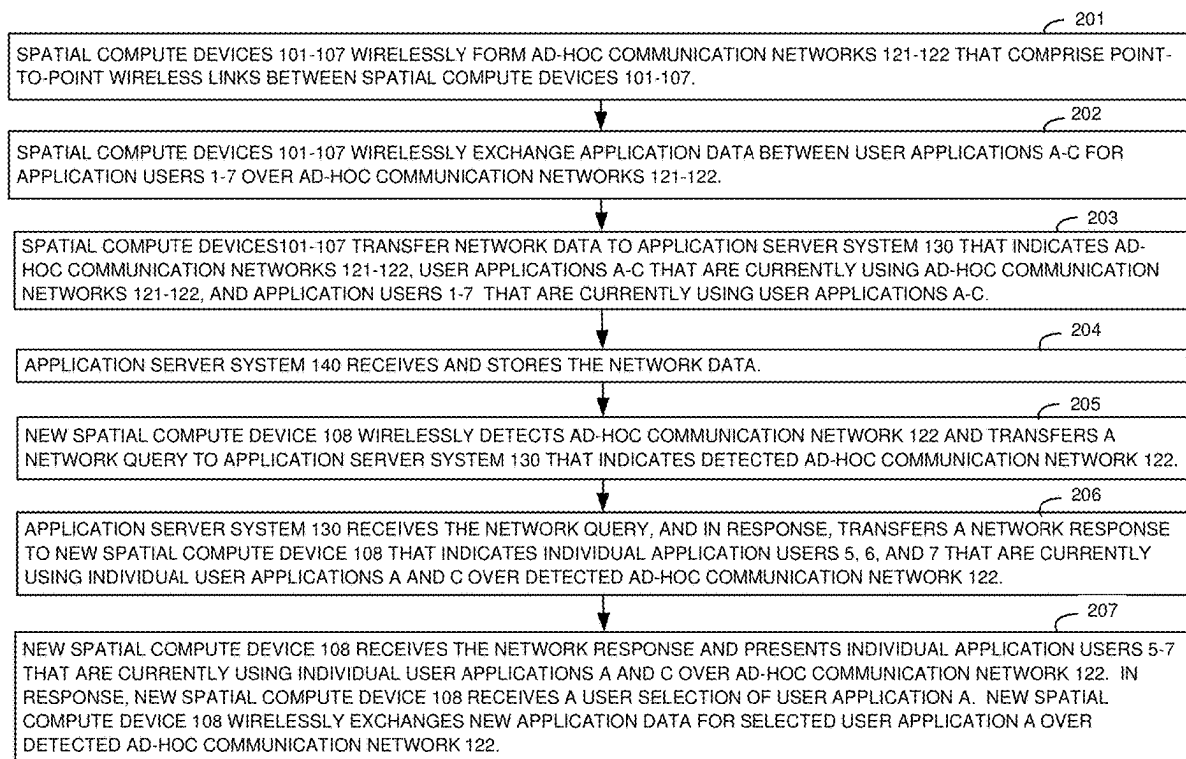 201
SPATIAL COMPUTE DEVICES 101-107 WIRELESSLY FORM AD-HOC COMMUNICATION NETWORKS 121-122 THAT COMPRISE POINT-
TO-POINT WIRELESS LINKS BETWEEN SPATIAL COMPUTE DEVICES 101-107.
202
SPATIAL COMPUTE DEVICES 101-107 WIRELESSLY EXCHANGE APPLICATION DATA BETWEEN USER APPLICATIONS A-C FOR
APPLICATION USERS 1-7 OVER AD-HOC COMMUNICATION NETWORKS 121-122.
203
SPATIAL COMPUTE DEVICES101-107 TRANSFER NETWORK DATA TO APPLICATION SERVER SYSTEM 130 THAT INDICATES AD-
HOC COMMUNICATION NETWORKS 121-122, USER APPLICATIONS A-C THAT ARE CURRENTLY USING AD-HOC COMMUNICATION
NETWORKS 121-122, AND APPLICATION USERS 1-7 THAT ARE CURRENTLY USING USER APPLICATIONS A-C.
204
APPLICATION SERVER SYSTEM 140 RECEIVES AND STORES THE NETWORK DATA.
205
NEW SPATIAL COMPUTE DEVICE 108 WIRELESSLY DETECTS AD-HOC COMMUNICATION NETWORK 122 AND TRANSFERS A
NETWORK QUERY TO APPLICATION SERVER SYSTEM 130 THAT INDICATES DETECTED AD-HOC COMMUNICATION NETWORK 122.
206
APPLICATION SERVER SYSTEM 130 RECEIVES THE NETWORK QUERY, AND IN RESPONSE, TRANSFERS A NETWORK RESPONSE
TO NEW SPATIAL COMPUTE DEVICE 108 THAT INDICATES INDIVIDUAL APPLICATION USERS 5, 6, AND 7 THAT ARE CURRENTLY
USING INDIVIDUAL USER APPLICATIONS A AND C OVER DETECTED AD-HOC COMMUNICATION NETWORK 122.
207
NEW SPATIAL COMPUTE DEVICE 108 RECEIVES THE NETWORK RESPONSE AND PRESENTS INDIVIDUAL APPLICATION USERS 5-7
THAT ARE CURRENTLY USING INDIVIDUAL USER APPLICATIONS A AND C OVER AD-HOC COMMUNICATION NETWORK 122. IN
RESPONSE, NEW SPATIAL COMPUTE DEVICE 108 RECEIVES A USER SELECTION OF USER APPLICATION A. NEW SPATIAL
COMPUTE DEVICE 108 WIRELESSLY EXCHANGES NEW APPLICATION DATA FOR SELECTED USER APPLICATION A OVER
DETECTED AD-HOC COMMUNICATION NETWORK 122.